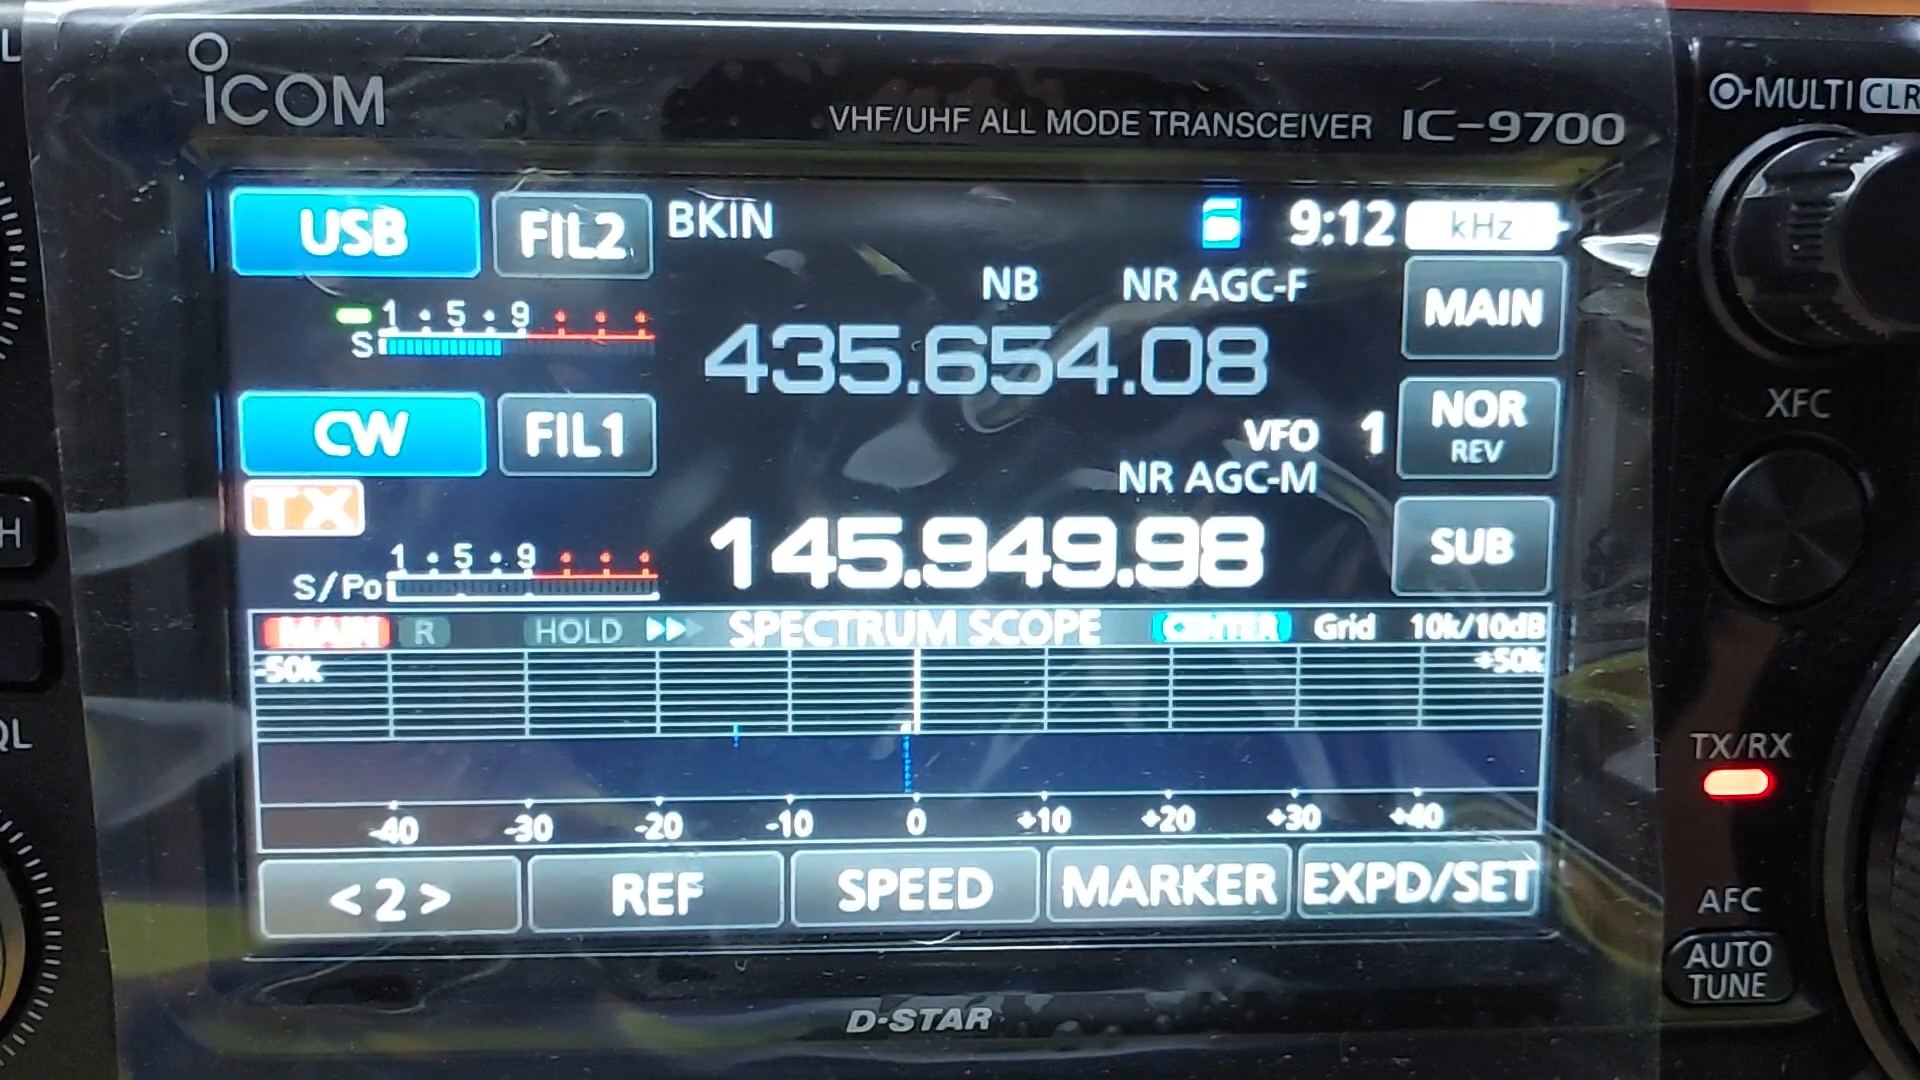 L
ICOM
VHF/UHF ALL MODE TRANSCEIVER IC-9700
MULTI CLR
USB FIL2 BKIN 9:12 kHz
NB NR AGC-F
MAIN
1 • 5 • 9
S
435.654.08
XFC
CW FIL1
VFO 1
NOR
REV
NR AGC-M
TX
H
145.949.98
SUB
1 • 5 • 9
S/Po
MAIN R HOLD SPECTRUM SCOPE CENTER Grid 10k/10dB
-50k +50k
QL
TX/RX
-40 -30 -20 -10 0 +10 +20 +30 +40
<2> REF SPEED MARKER EXPD/SET
AFC
AUTO
TUNE
D-STAR